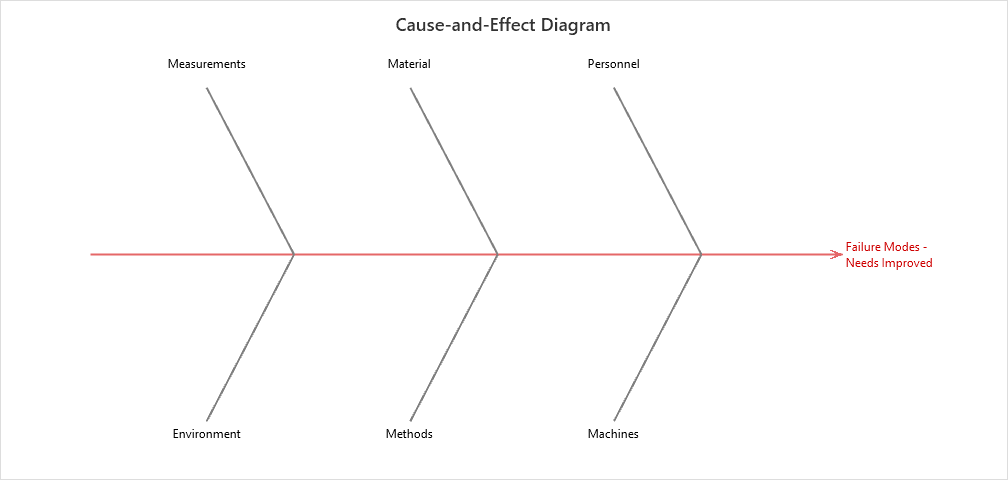 Cause-and-Effect Diagram
Measurements
Material
Personnel
Failure Modes -
Needs Improved
Environment
Methods
Machines